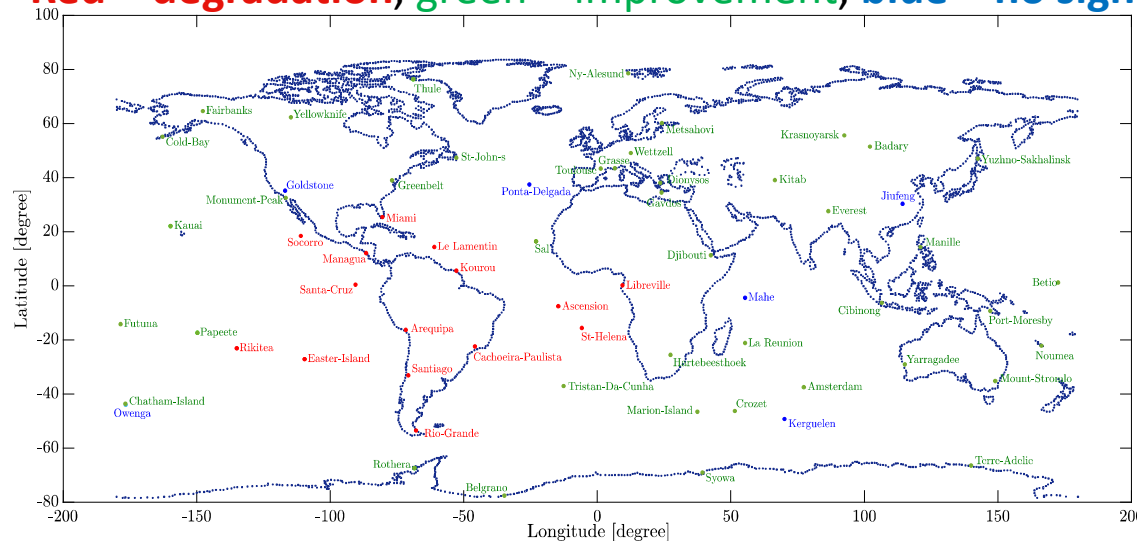 Red = degradation, green = improvement, blue = no sign
100
80
60
40
20
0
-20
-40
-60
-80
Latitude [degree]
Ny-Alesund
Thule
Fairbanks
Yellowknife
Cold-Bay
Metsahovi
Krasnoyarsk
Badary
St-John-s
Wettzell
Grasse
Toulouse
Yuzhno-Sakhalinsk
Goldstone
Greenbelt
Ponta-Delgada
Dionysos
Kitab
Monument-Peak
Gavdos
Jiufeng
Everest
Miami
Kauai
Socorro
Le Lamentin
Sal
Manille
Managua
Kourou
Djibouti
Santa-Cruz
Libreville
Betio
Mahe
Ascension
Cibinong
Port-Moresby
Futuna
Papeete
Arequipa
St-Helena
Rikitea
Cachoeira-Paulista
La Reunion
Noumea
Easter-Island
Hartebeesthoek
Yarragadee
Santiago
Tristan-Da-Cunha
Amsterdam
Mount-Stromlo
Chatham-Island
Owenga
Marion-Island
Crozet
Kerguelen
Rio-Grande
Rothera
Syowa
Terre-Adelie
Belgrano
-200
-150
-100
-50
0
50
100
150
200
Longitude [degree]